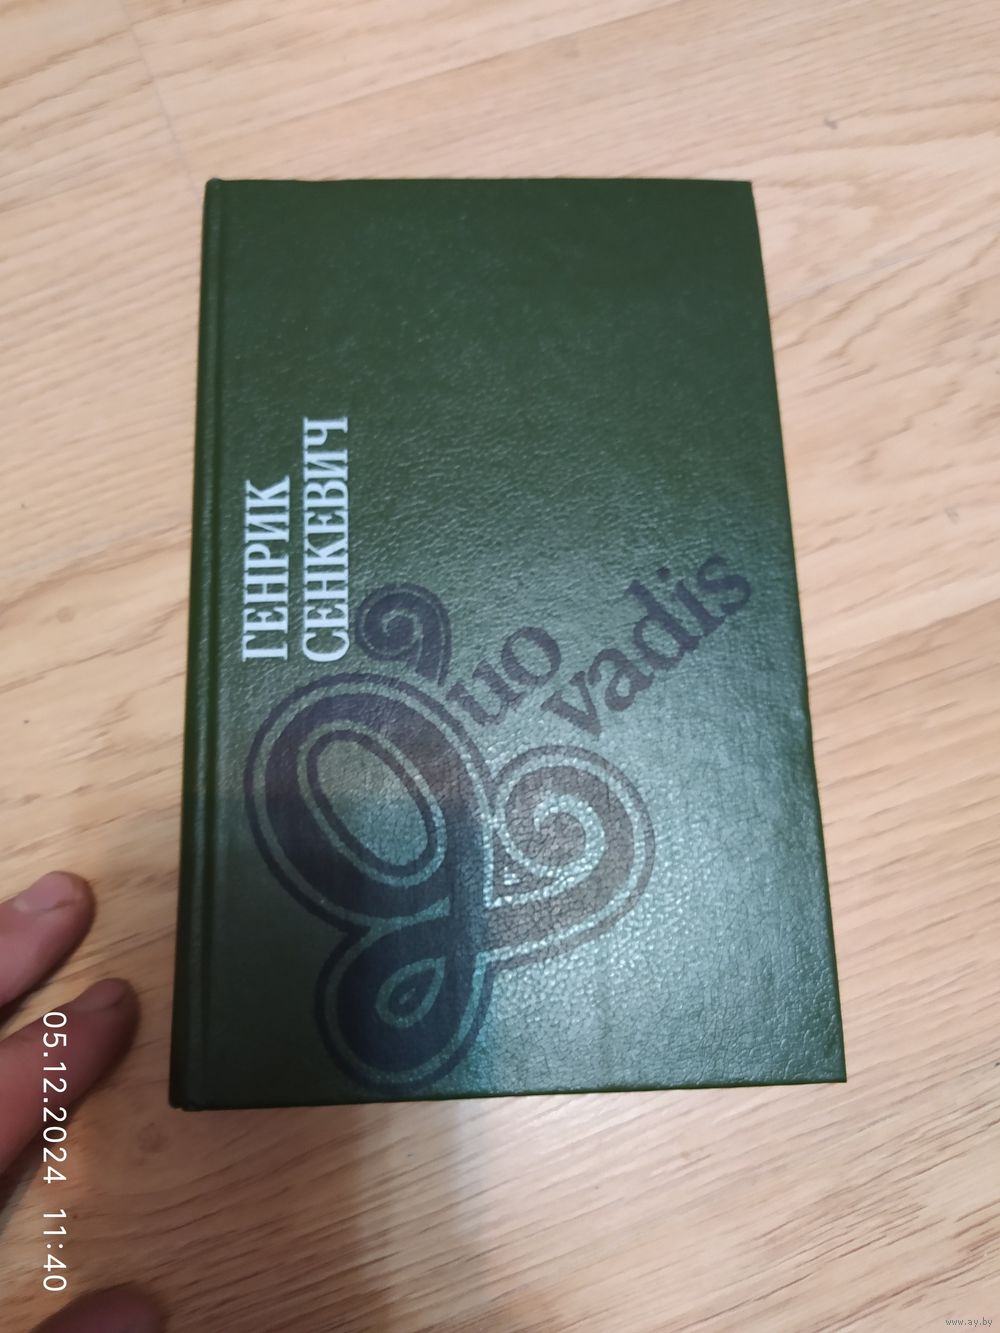 ГЕНРИК
СЕНКЕВИЧ
Quo
vadis
05.12.2024 11:40
www.ay.by